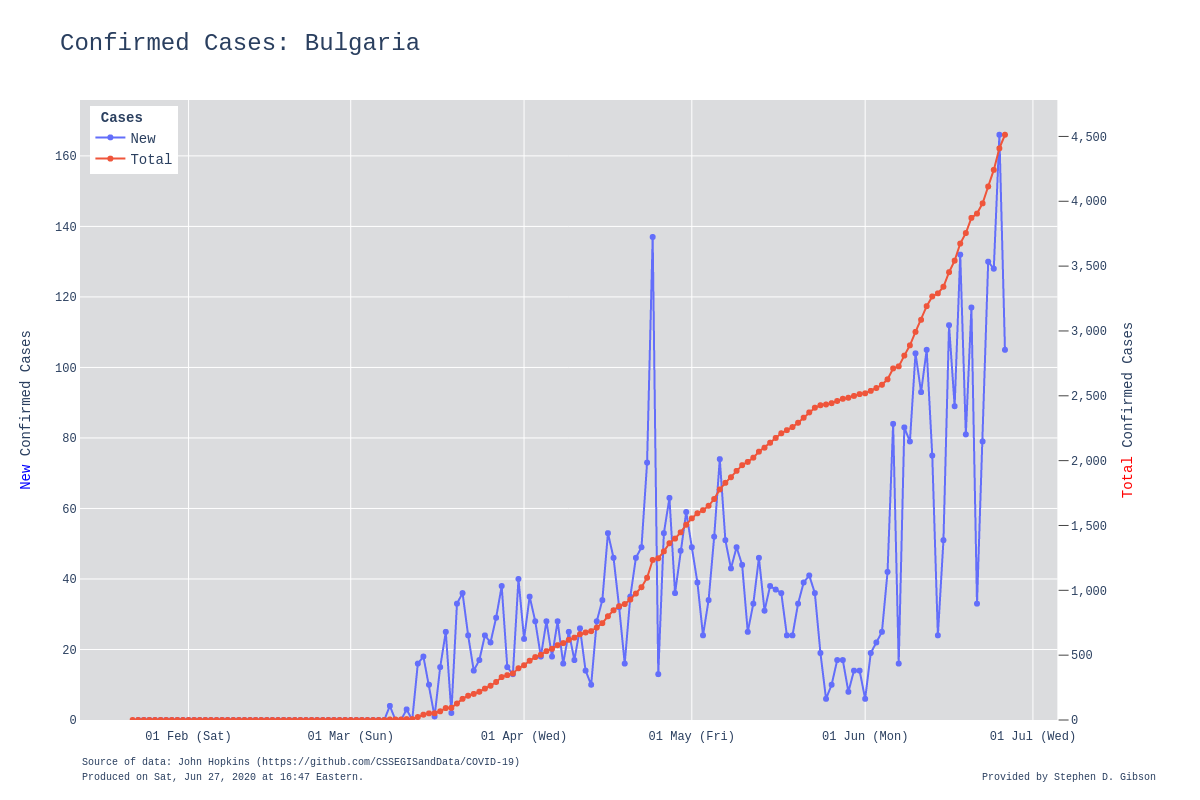 Confirmed Cases: Bulgaria
Cases
New
Total
160
140
120
100
80
60
40
20
0
4,500
4,000
3,500
3,000
2,500
2,000
1,500
1,000
500
0
New Confirmed Cases
Total Confirmed Cases
01 Feb (Sat)
01 Mar (Sun)
01 Apr (Wed)
01 May (Fri)
01 Jun (Mon)
01 Jul (Wed)
Source of data: John Hopkins (https://github.com/CSSEGISandData/COVID-19)
Produced on Sat, Jun 27, 2020 at 16:47 Eastern.
Provided by Stephen D. Gibson